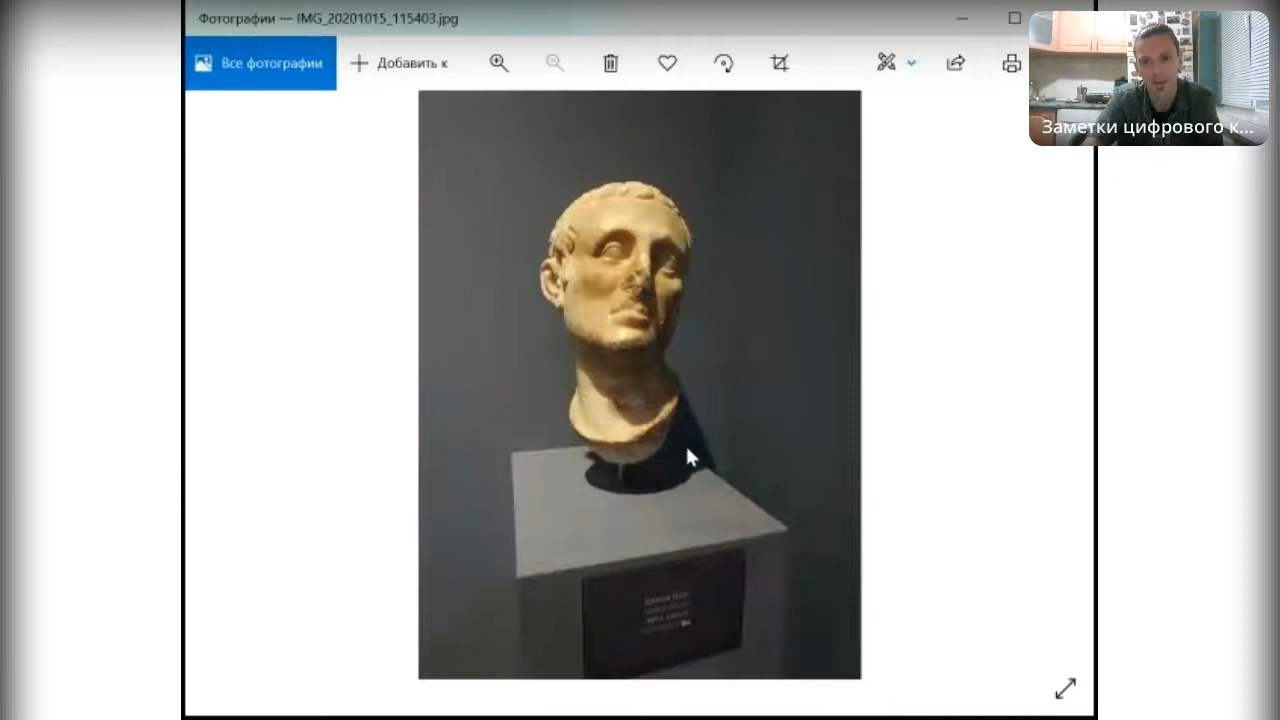 Фотографии — IMG_20201015_115403.jpg
Все фотографии
Добавить к
Заметки цифрового к...